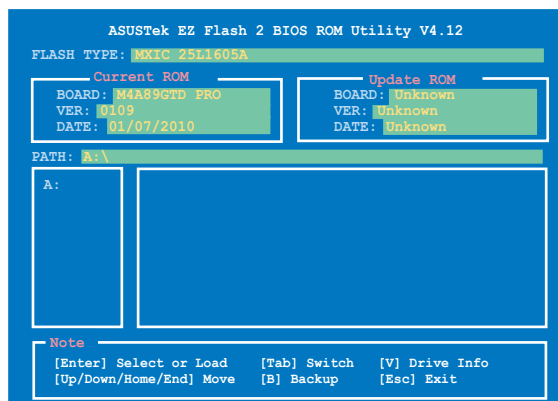 ASUSTek EZ Flash 2 BIOS ROM Utility V4.12
FLASH TYPE: MXIC 25L1605A
Current ROM
BOARD: M4A89GTD PRO
VER: 0109
DATE: 01/07/2010
Update ROM
BOARD: Unknown
VER: Unknown
DATE: Unknown
PATH: A:\
A:
Note
[Enter] Select or Load [Tab] Switch [V] Drive Info
[Up/Down/Home/End] Move [B] Backup [Esc] Exit